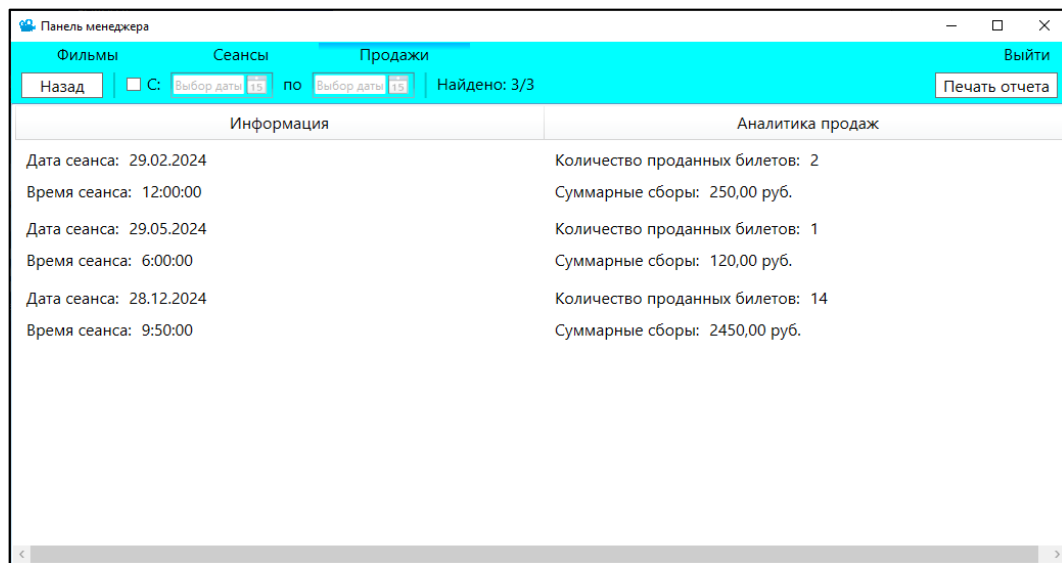 Панель менеджера
Фильмы Сеансы Продажи Выйти
Назад С: Выбор даты 15 по Выбор даты 15 Найдено: 3/3 Печать отчета
Информация Аналитика продаж
Дата сеанса: 29.02.2024 Количество проданных билетов: 2
Время сеанса: 12:00:00 Суммарные сборы: 250,00 руб.
Дата сеанса: 29.05.2024 Количество проданных билетов: 1
Время сеанса: 6:00:00 Суммарные сборы: 120,00 руб.
Дата сеанса: 28.12.2024 Количество проданных билетов: 14
Время сеанса: 9:50:00 Суммарные сборы: 2450,00 руб.